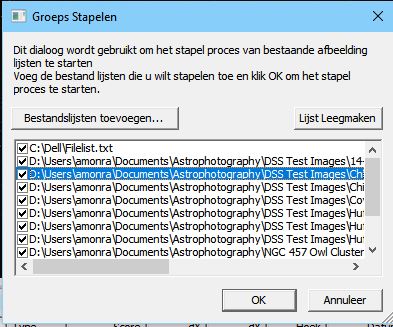 Groeps Stapelen
Dit dialoog wordt gebruikt om het stapel proces van bestaande afbeelding
lijsten te starten
Voeg de bestand lijsten die u wilt stapelen toe en klik OK om het stapel
proces te starten.
Bestandslijsten toevoegen... Lijst Leegmaken
C:\Dell\Filelist.txt
D:\Users\amonra\Documents\Astrophotography\DSS Test Images\14-
D:\Users\amonra\Documents\Astrophotography\DSS Test Images\Ch
D:\Users\amonra\Documents\Astrophotography\DSS Test Images\Chi
D:\Users\amonra\Documents\Astrophotography\DSS Test Images\Cov
D:\Users\amonra\Documents\Astrophotography\DSS Test Images\Hut
D:\Users\amonra\Documents\Astrophotography\DSS Test Images\Hut
D:\Users\amonra\Documents\Astrophotography\DSS Test Images\Hut
D:\Users\amonra\Documents\Astrophotography\NGC 457 Owl Cluster
OK Annuleer